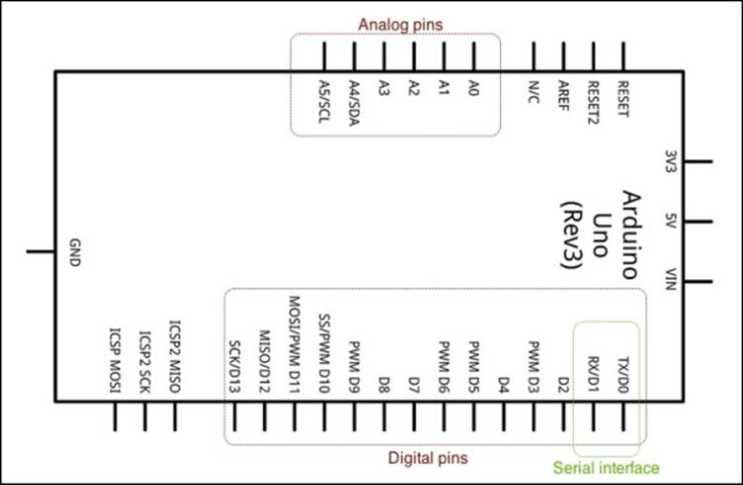 Analog pins
A5/SCL
A4/SDA
A3
A2
A1
A0
N/C
AREF
RESET2
RESET
3V3
5V
VIN
Arduino
Uno
(Rev3)
GND
ICSP MOSI
ICSP2 SCK
ICSP2 MISO
SCK/D13
MISO/D12
MOSI/PWM D11
SS/PWM D10
PWM D9
D8
D7
PWM D6
PWM D5
D4
PWM D3
D2
RX/D1
TX/D0
Digital pins
Serial interface